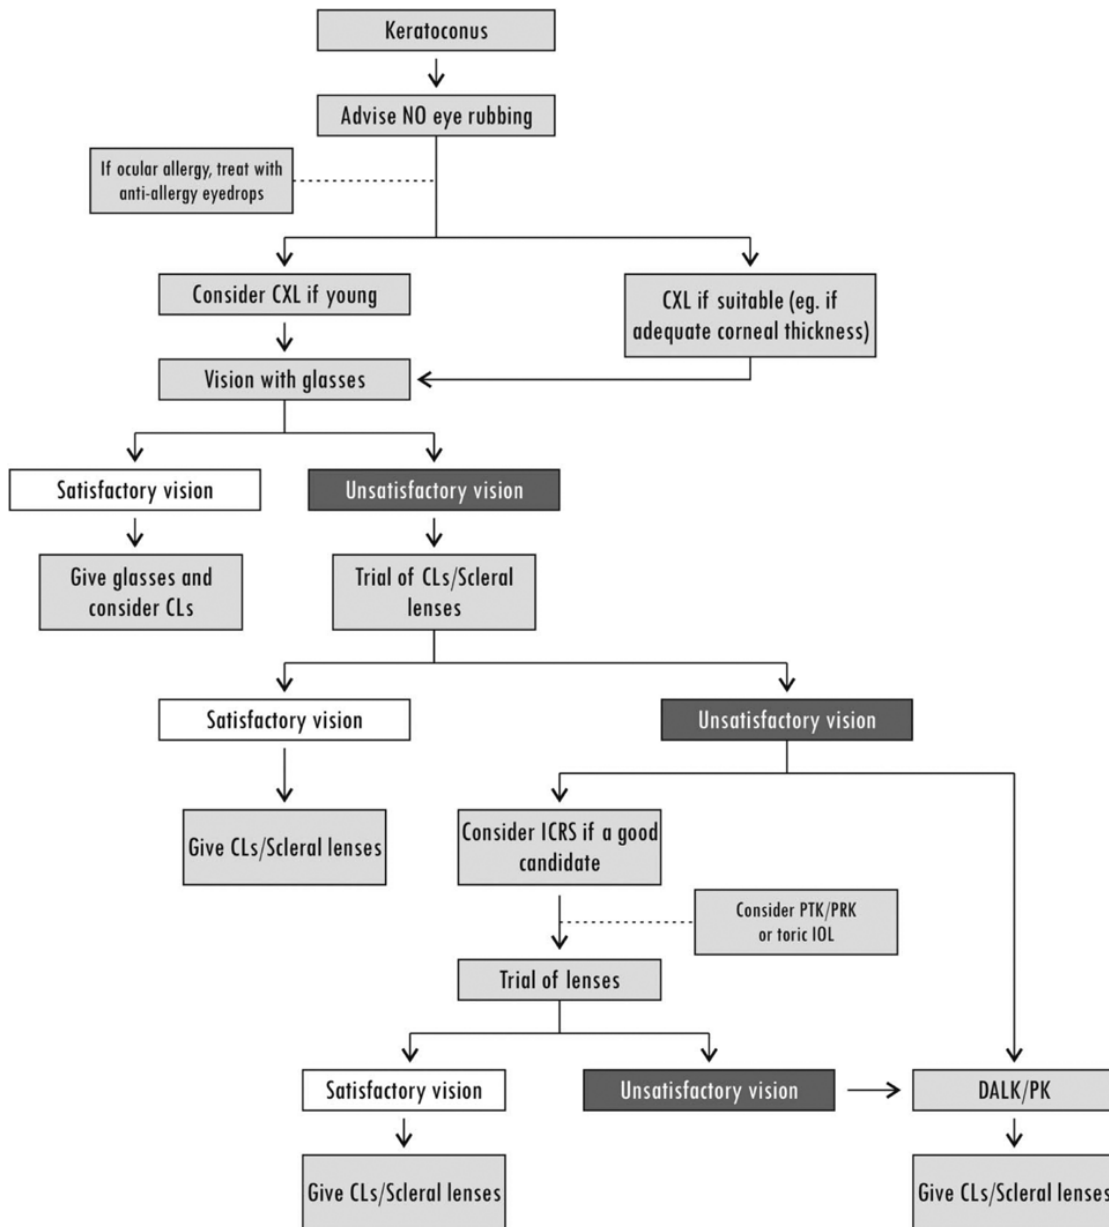 Keratoconus
Advise NO eye rubbing
If ocular allergy, treat with
anti-allergy eyedrops
Consider CXL if young
CXL if suitable (eg. if
adequate corneal thickness)
Vision with glasses
Satisfactory vision
Unsatisfactory vision
Give glasses and
consider CLs
Trial of CLs/Scleral
lenses
Satisfactory vision
Unsatisfactory vision
Give CLs/Scleral lenses
Consider ICRS if a good
candidate
Consider PTK/PRK
or toric IOL
Trial of lenses
Satisfactory vision
Unsatisfactory vision
DALK/PK
Give CLs/Scleral lenses
Give CLs/Scleral lenses